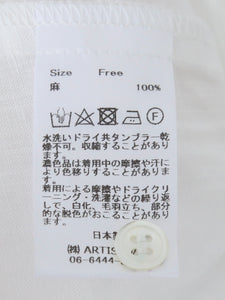 Size Free
麻 100%
水洗いドライ共タンブラー乾
燥不可。収縮することがあり
ます。
濃色品は着用中の摩擦や汗に
より色移りすることがありま
す。
着用による摩擦やドライクリ
ーニング・洗濯などの繰り返
しで、白化、毛羽立ち、部分
的な脱色がおこることがあり
ます。
日本製
㈱ ARTIS
06-6444-